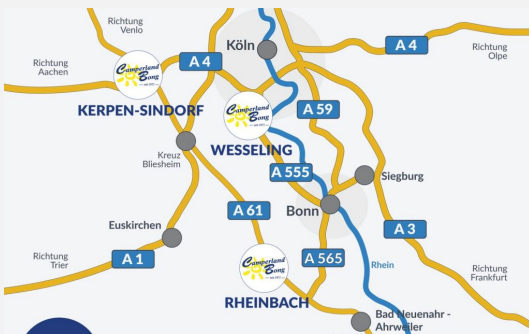 Richtung
Venlo
Köln
A 4
Richtung
Olpe
Richtung
Aachen
A 4
Camperland
Bong
KERPEN-SINDORF
Camperland
Bong
A 59
WESSELING
Kreuz
Bliesheim
A 555
Siegburg
A 61
Bonn
Euskirchen
A 3
Richtung
Trier
A 1
Camperland
Bong
A 565
Rhein
Richtung
Frankfurt
RHEINBACH
Bad Neuenahr -
Ahrweiler